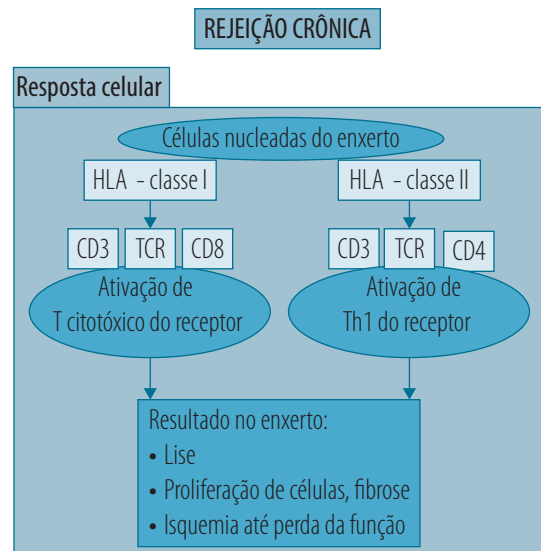 REJEIÇÃO CRÔNICA
Resposta celular
Células nucleadas do enxerto
HLA - classe I
HLA - classe II
CD3 TCR CD8
CD3 TCR CD4
Ativação de
T citotóxico do receptor
Ativação de
Th1 do receptor
Resultado no enxerto:
• Lise
• Proliferação de células, fibrose
• Isquemia até perda da função